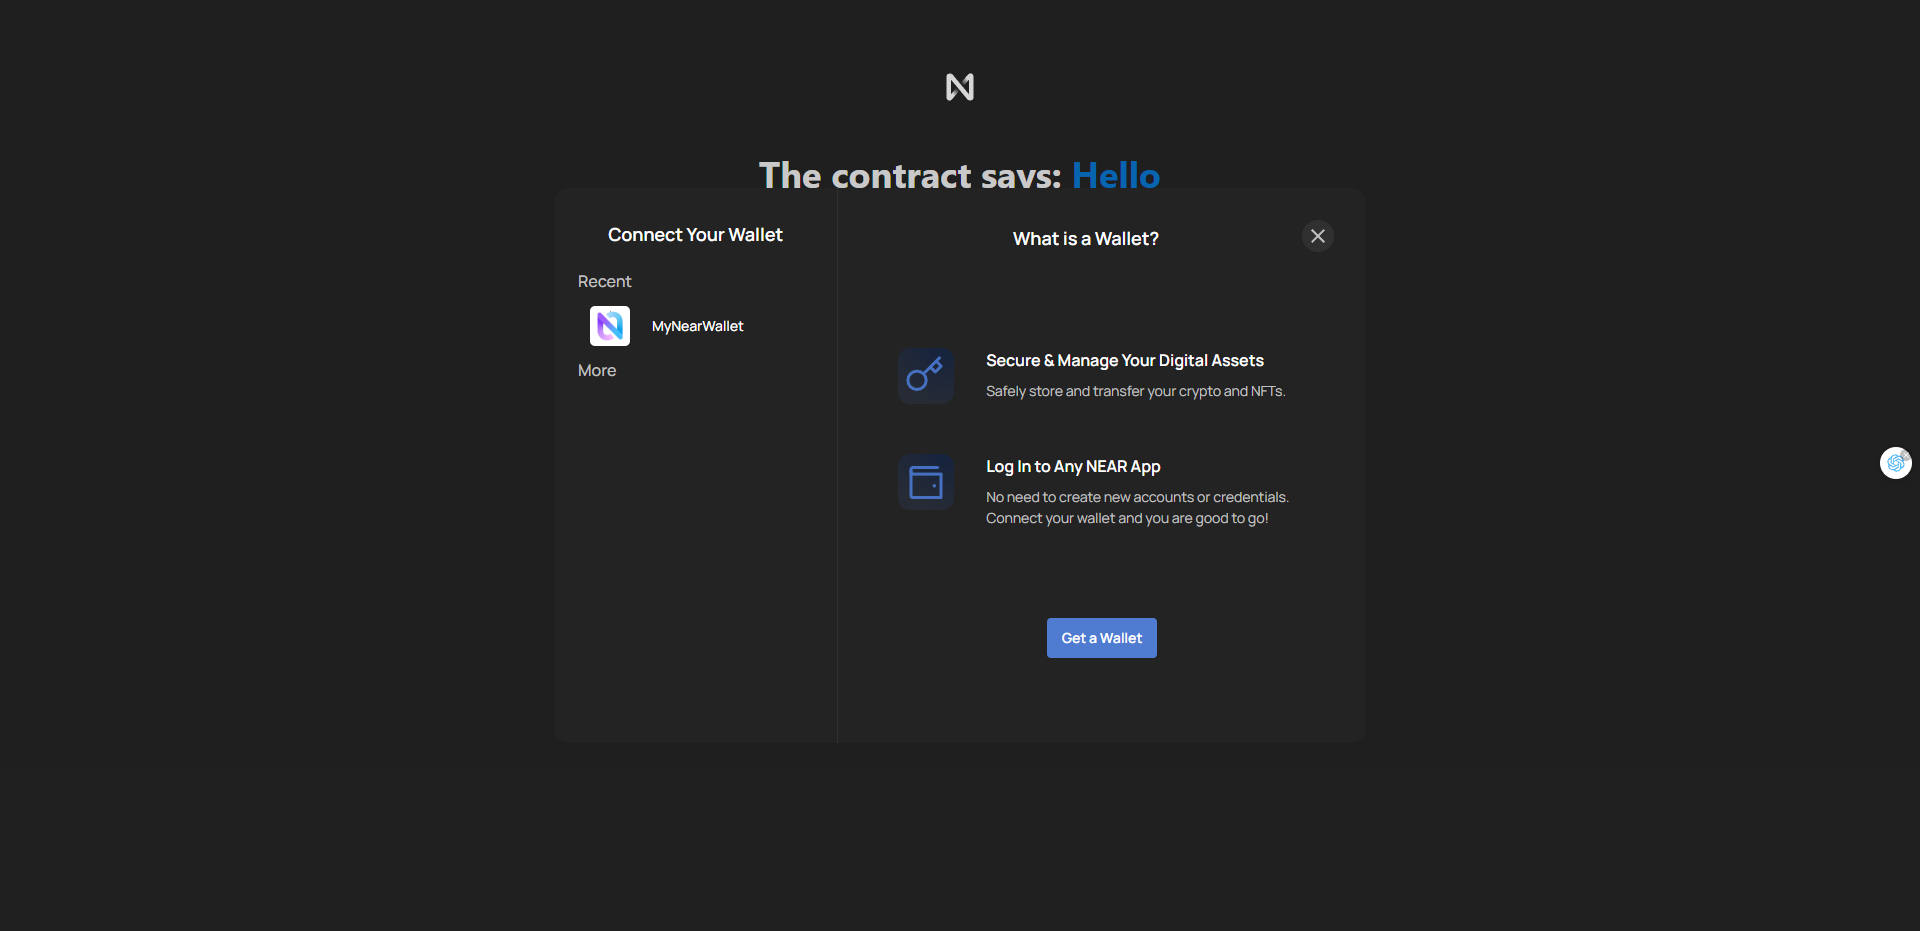 The contract says: Hello
Connect Your Wallet
Recent
MyNearWallet
More
What is a Wallet?
Secure & Manage Your Digital Assets
Safely store and transfer your crypto and NFTs.
Log In to Any NEAR App
No need to create new accounts or credentials.
Connect your wallet and you are good to go!
Get a Wallet